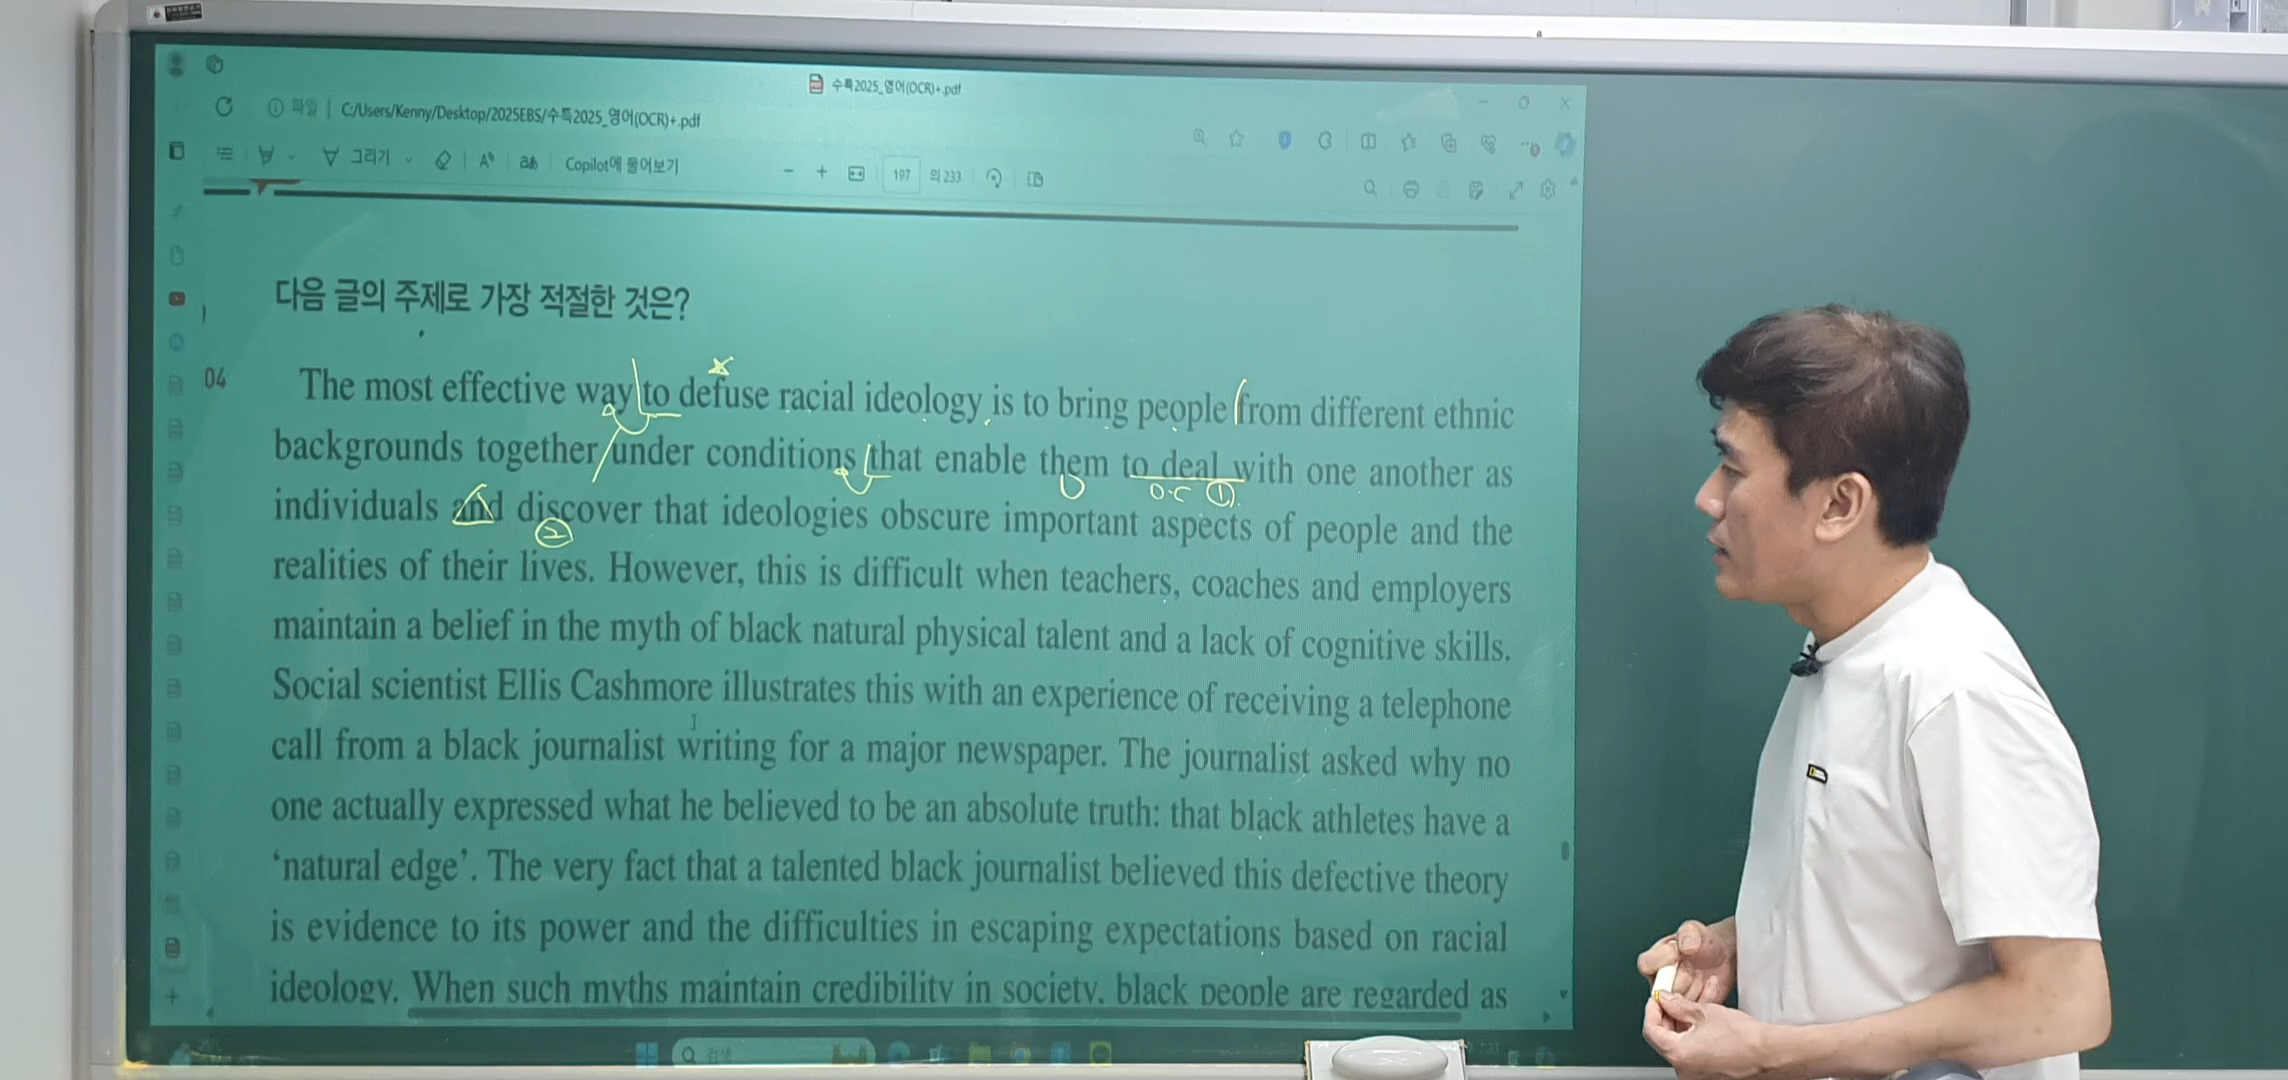 수특2025_영어(OCR)+.pdf
파일 | C:/Users/Kenny/Desktop/2025EBS/수특2025_영어(OCR)+.pdf
그리기 aあ Copilot에 물어보기 − + 197 의 233
다음 글의 주제로 가장 적절한 것은?
04 The most effective way to defuse racial ideology is to bring people from different ethnic
backgrounds together under conditions that enable them to deal with one another as
O.C ①
individuals and discover that ideologies obscure important aspects of people and the
②
realities of their lives. However, this is difficult when teachers, coaches and employers
maintain a belief in the myth of black natural physical talent and a lack of cognitive skills.
Social scientist Ellis Cashmore illustrates this with an experience of receiving a telephone
call from a black journalist writing for a major newspaper. The journalist asked why no
one actually expressed what he believed to be an absolute truth: that black athletes have a
‘natural edge’. The very fact that a talented black journalist believed this defective theory
is evidence to its power and the difficulties in escaping expectations based on racial
ideology. When such myths maintain credibility in society, black people are regarded as
검색